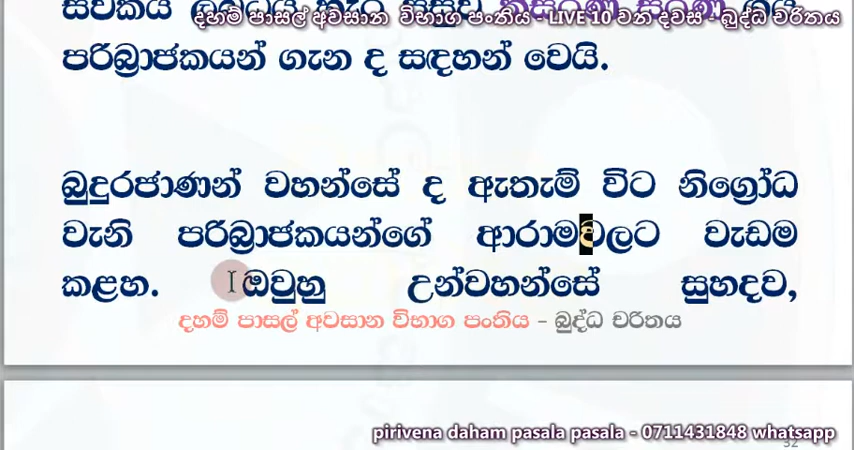 දහම් පාසල් අවසාන විභාග පංතිය - LIVE 10 වන දවස - බුද්ධ චරිතය
පරිබ්‍රාජකයන් ගැන ද සඳහන් වෙයි.
බුදුරජාණන් වහන්සේ ද ඇතැම් විට නිග්‍රෝධ
වැනි පරිබ්‍රාජකයන්ගේ ආරාමවලට වැඩම
කළහ. ඔවුහු උන්වහන්සේ සුහදව,
දහම් පාසල් අවසාන විභාග පංතිය - බුද්ධ චරිතය
pirivena daham pasala pasala - 0711431848 whatsapp
32